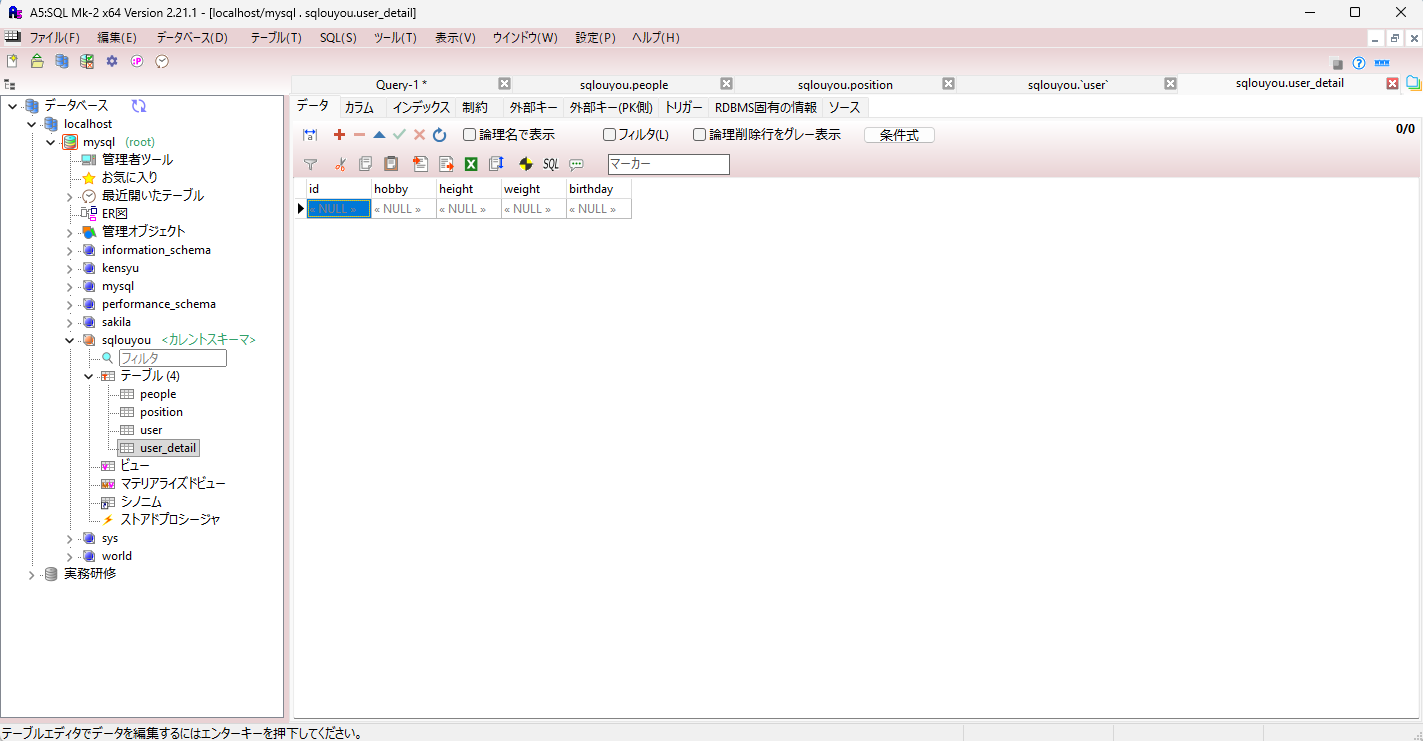 A5:SQL Mk-2 x64 Version 2.21.1 - [localhost/mysql . sqlouyou.user_detail]
ファイル(F) 編集(E) データベース(D) テーブル(T) SQL(S) ツール(T) 表示(V) ウインドウ(W) 設定(P) ヘルプ(H)
Query-1 * sqlouyou.people sqlouyou.position sqlouyou.`user` sqlouyou.user_detail
データ カラム インデックス 制約 外部キー 外部キー(PK側) トリガー RDBMS固有の情報 ソース
論理名で表示 フィルタ(L) 論理削除行をグレー表示 条件式 0/0
SQL マーカー
id hobby height weight birthday
« NULL » « NULL » « NULL » « NULL » « NULL »
データベース
localhost
mysql (root)
管理者ツール
お気に入り
最近開いたテーブル
ER図
管理オブジェクト
information_schema
kensyu
mysql
performance_schema
sakila
sqlouyou <カレントスキーマ>
フィルタ
テーブル (4)
people
position
user
user_detail
ビュー
マテリアライズドビュー
シノニム
ストアドプロシージャ
sys
world
実務研修
テーブルエディタでデータを編集するにはエンターキーを押下してください。